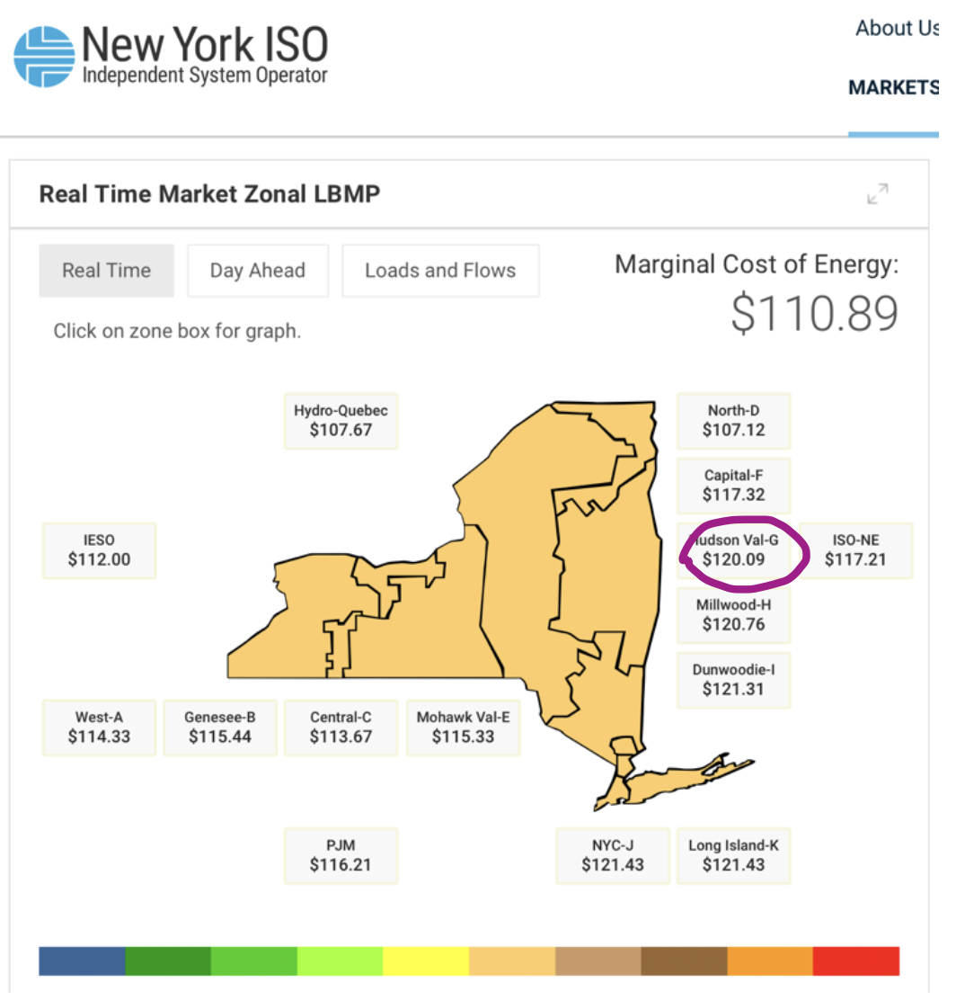 New York ISO
Independent System Operator
About Us
MARKETS
Real Time Market Zonal LBMP
Real Time
Day Ahead
Loads and Flows
Marginal Cost of Energy:
$110.89
Click on zone box for graph.
Hydro-Quebec
$107.67
North-D
$107.12
Capital-F
$117.32
IESO
$112.00
Hudson Val-G
$120.09
ISO-NE
$117.21
Millwood-H
$120.76
Dunwoodie-I
$121.31
West-A
$114.33
Genesee-B
$115.44
Central-C
$113.67
Mohawk Val-E
$115.33
PJM
$116.21
NYC-J
$121.43
Long Island-K
$121.43